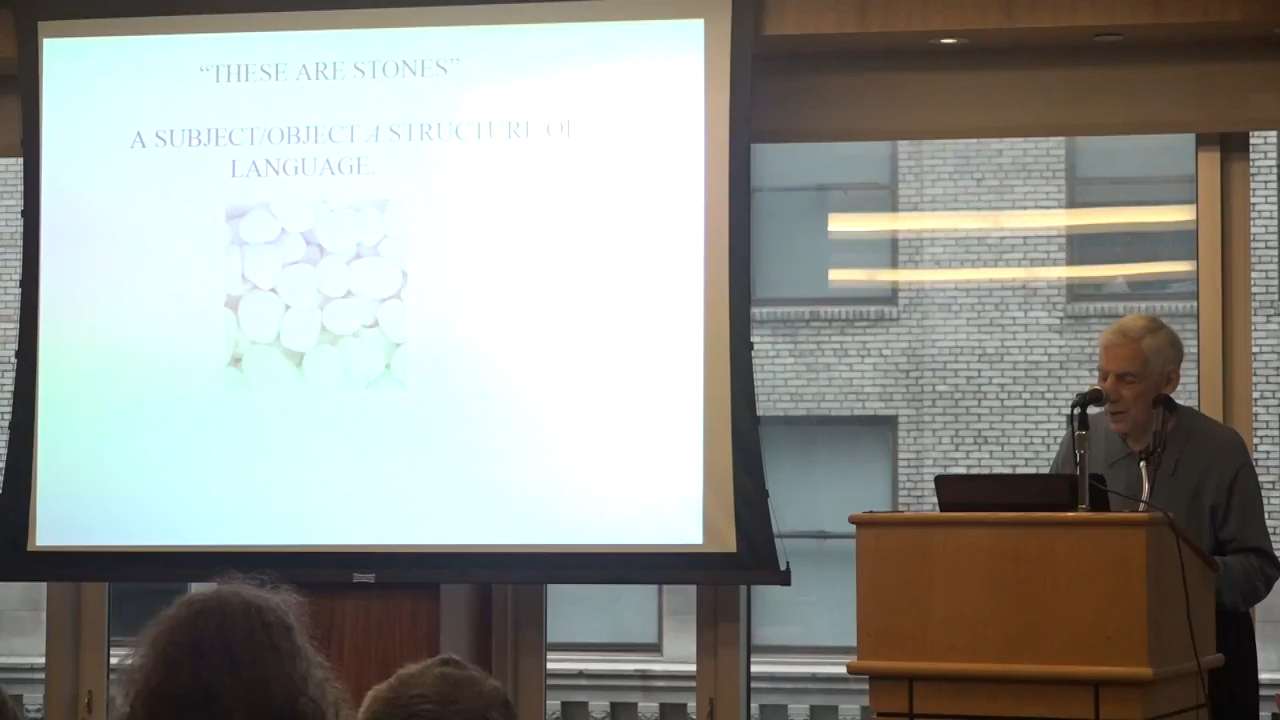 “THESE ARE STONES”
A SUBJECT/OBJECT A STRUCTURE OF
LANGUAGE.